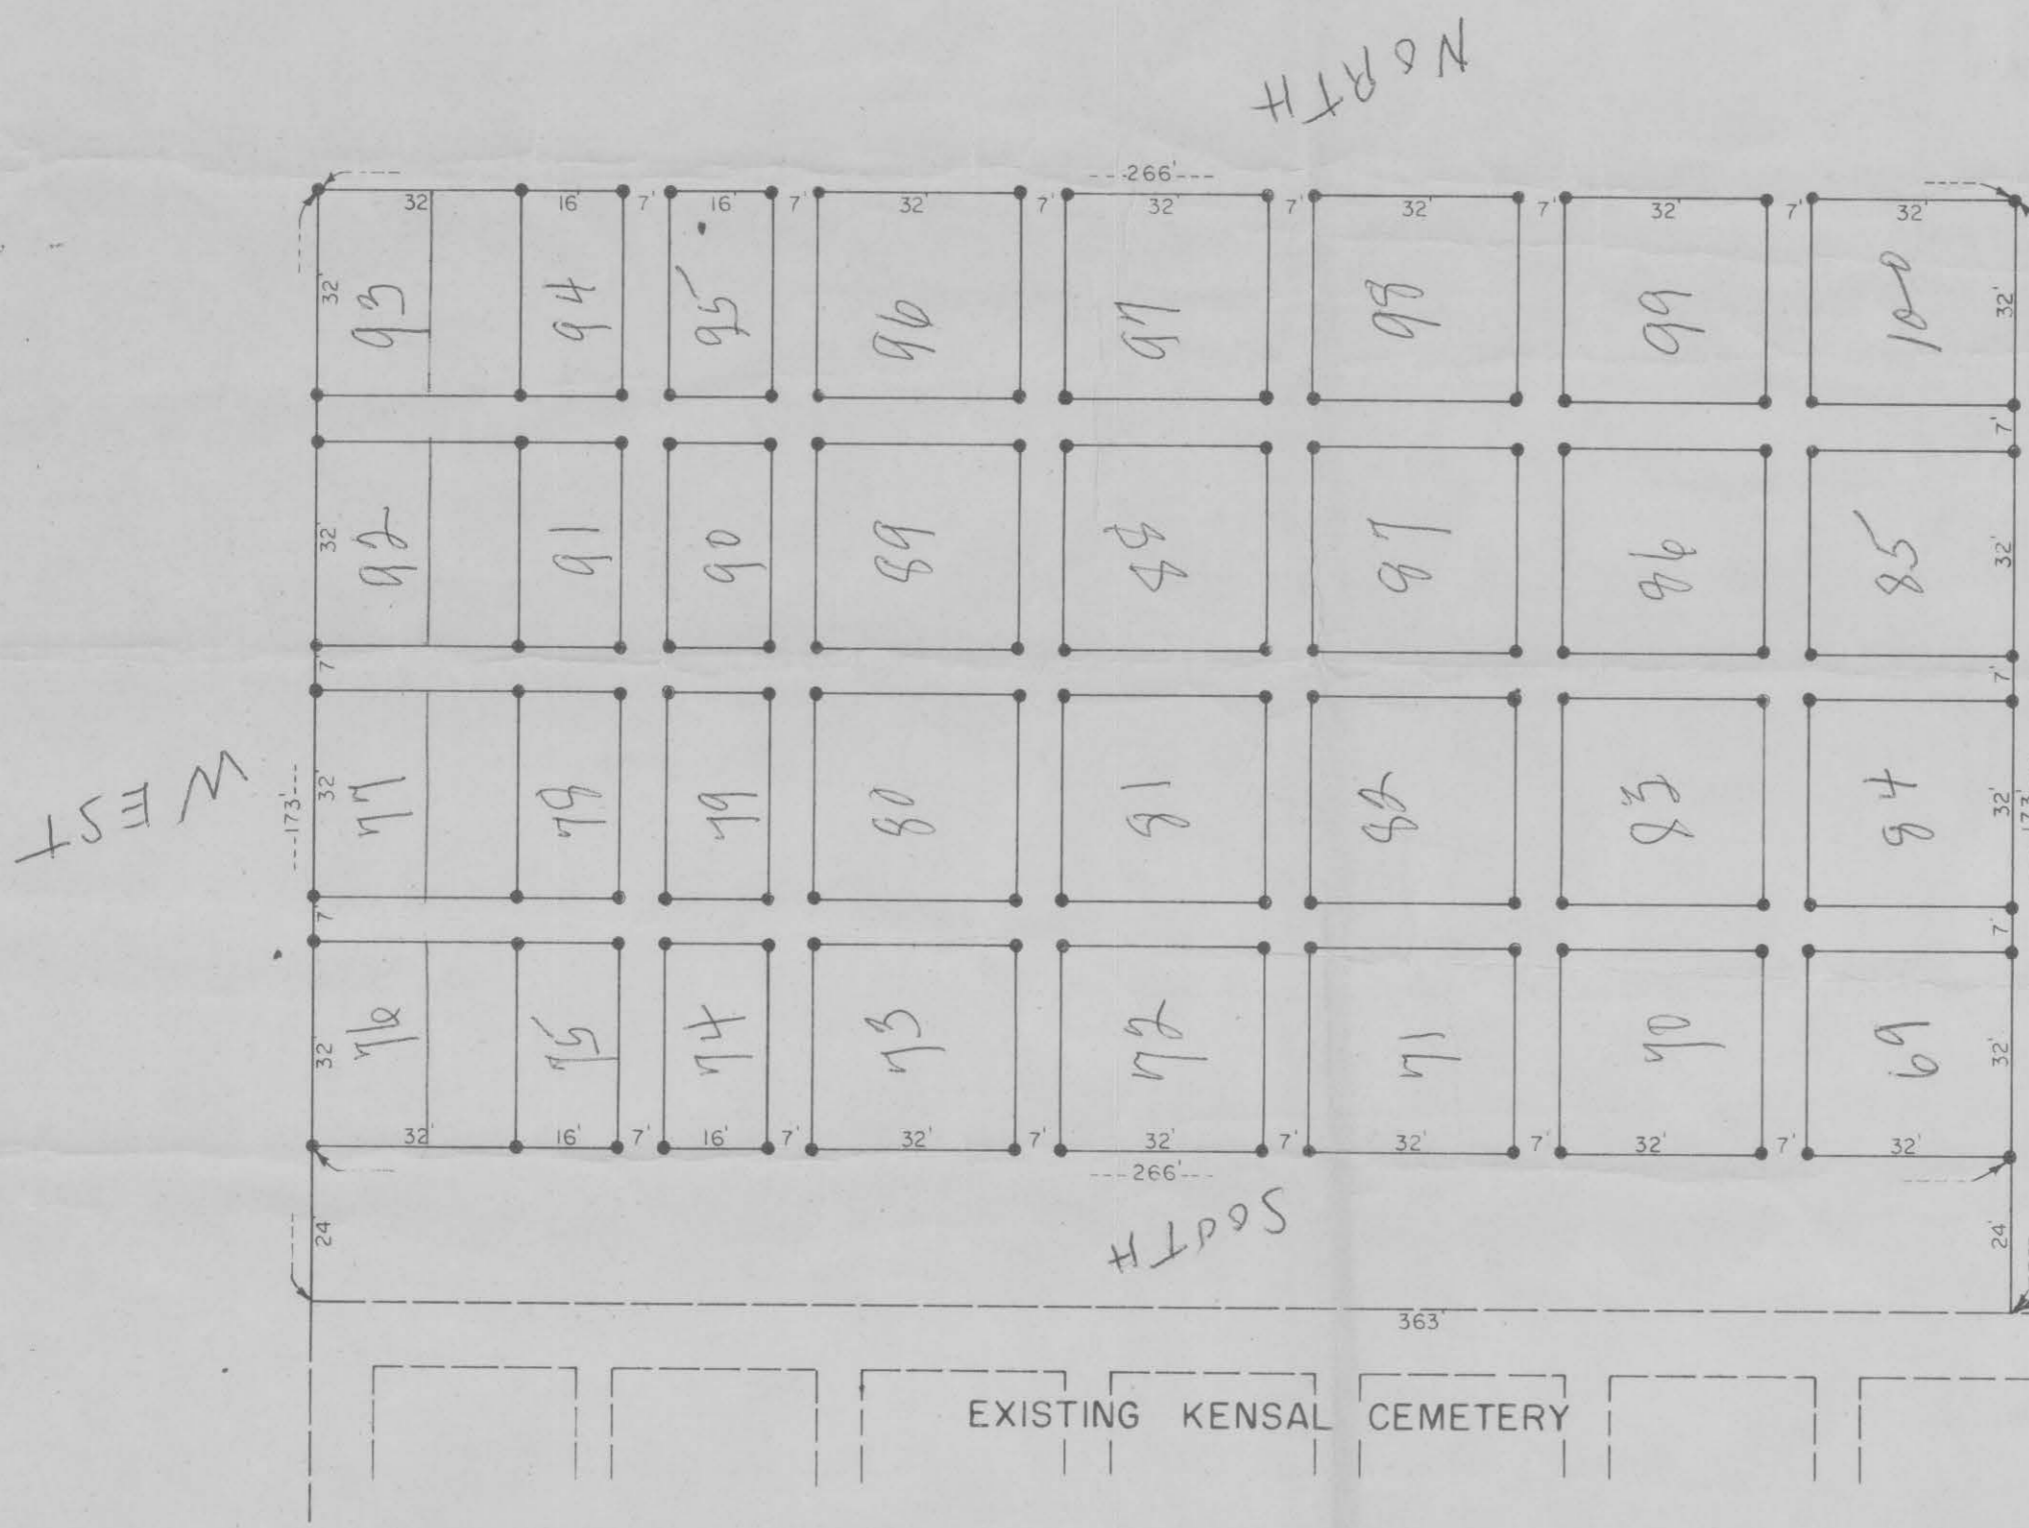 NORTH
---266'---
32' 16' 7' 16' 7' 32' 7' 32' 7' 32' 7' 32' 7' 32'
32' 93 94 95 96 97 98 99 100 32'
7'
32' 92 91 90 89 88 87 86 85 32'
7' 7'
WEST ---173'--- 32' 77 78 79 80 81 82 83 84 32' 173'
7' 7'
32' 76 75 74 73 72 71 70 69 32'
32' 16' 7' 16' 7' 32' 7' 32' 7' 32' 7' 32' 7' 32'
---266'---
SOUTH
24' 24'
363'
EXISTING KENSAL CEMETERY